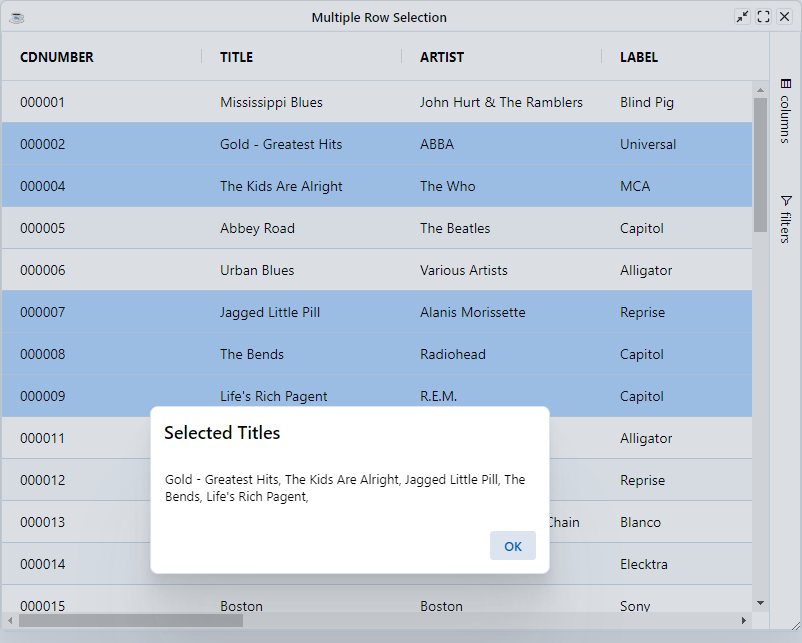 Multiple Row Selection
CDNUMBER TITLE ARTIST LABEL
000001 Mississippi Blues John Hurt & The Ramblers Blind Pig
000002 Gold - Greatest Hits ABBA Universal
000004 The Kids Are Alright The Who MCA
000005 Abbey Road The Beatles Capitol
000006 Urban Blues Various Artists Alligator
000007 Jagged Little Pill Alanis Morissette Reprise
000008 The Bends Radiohead Capitol
000009 Life's Rich Pagent R.E.M. Capitol
000011 Alligator
000012 Reprise
000013 Chain Blanco
000014 Elecktra
000015 Boston Boston Sony
columns
filters
Selected Titles
Gold - Greatest Hits, The Kids Are Alright, Jagged Little Pill, The
Bends, Life's Rich Pagent,
OK